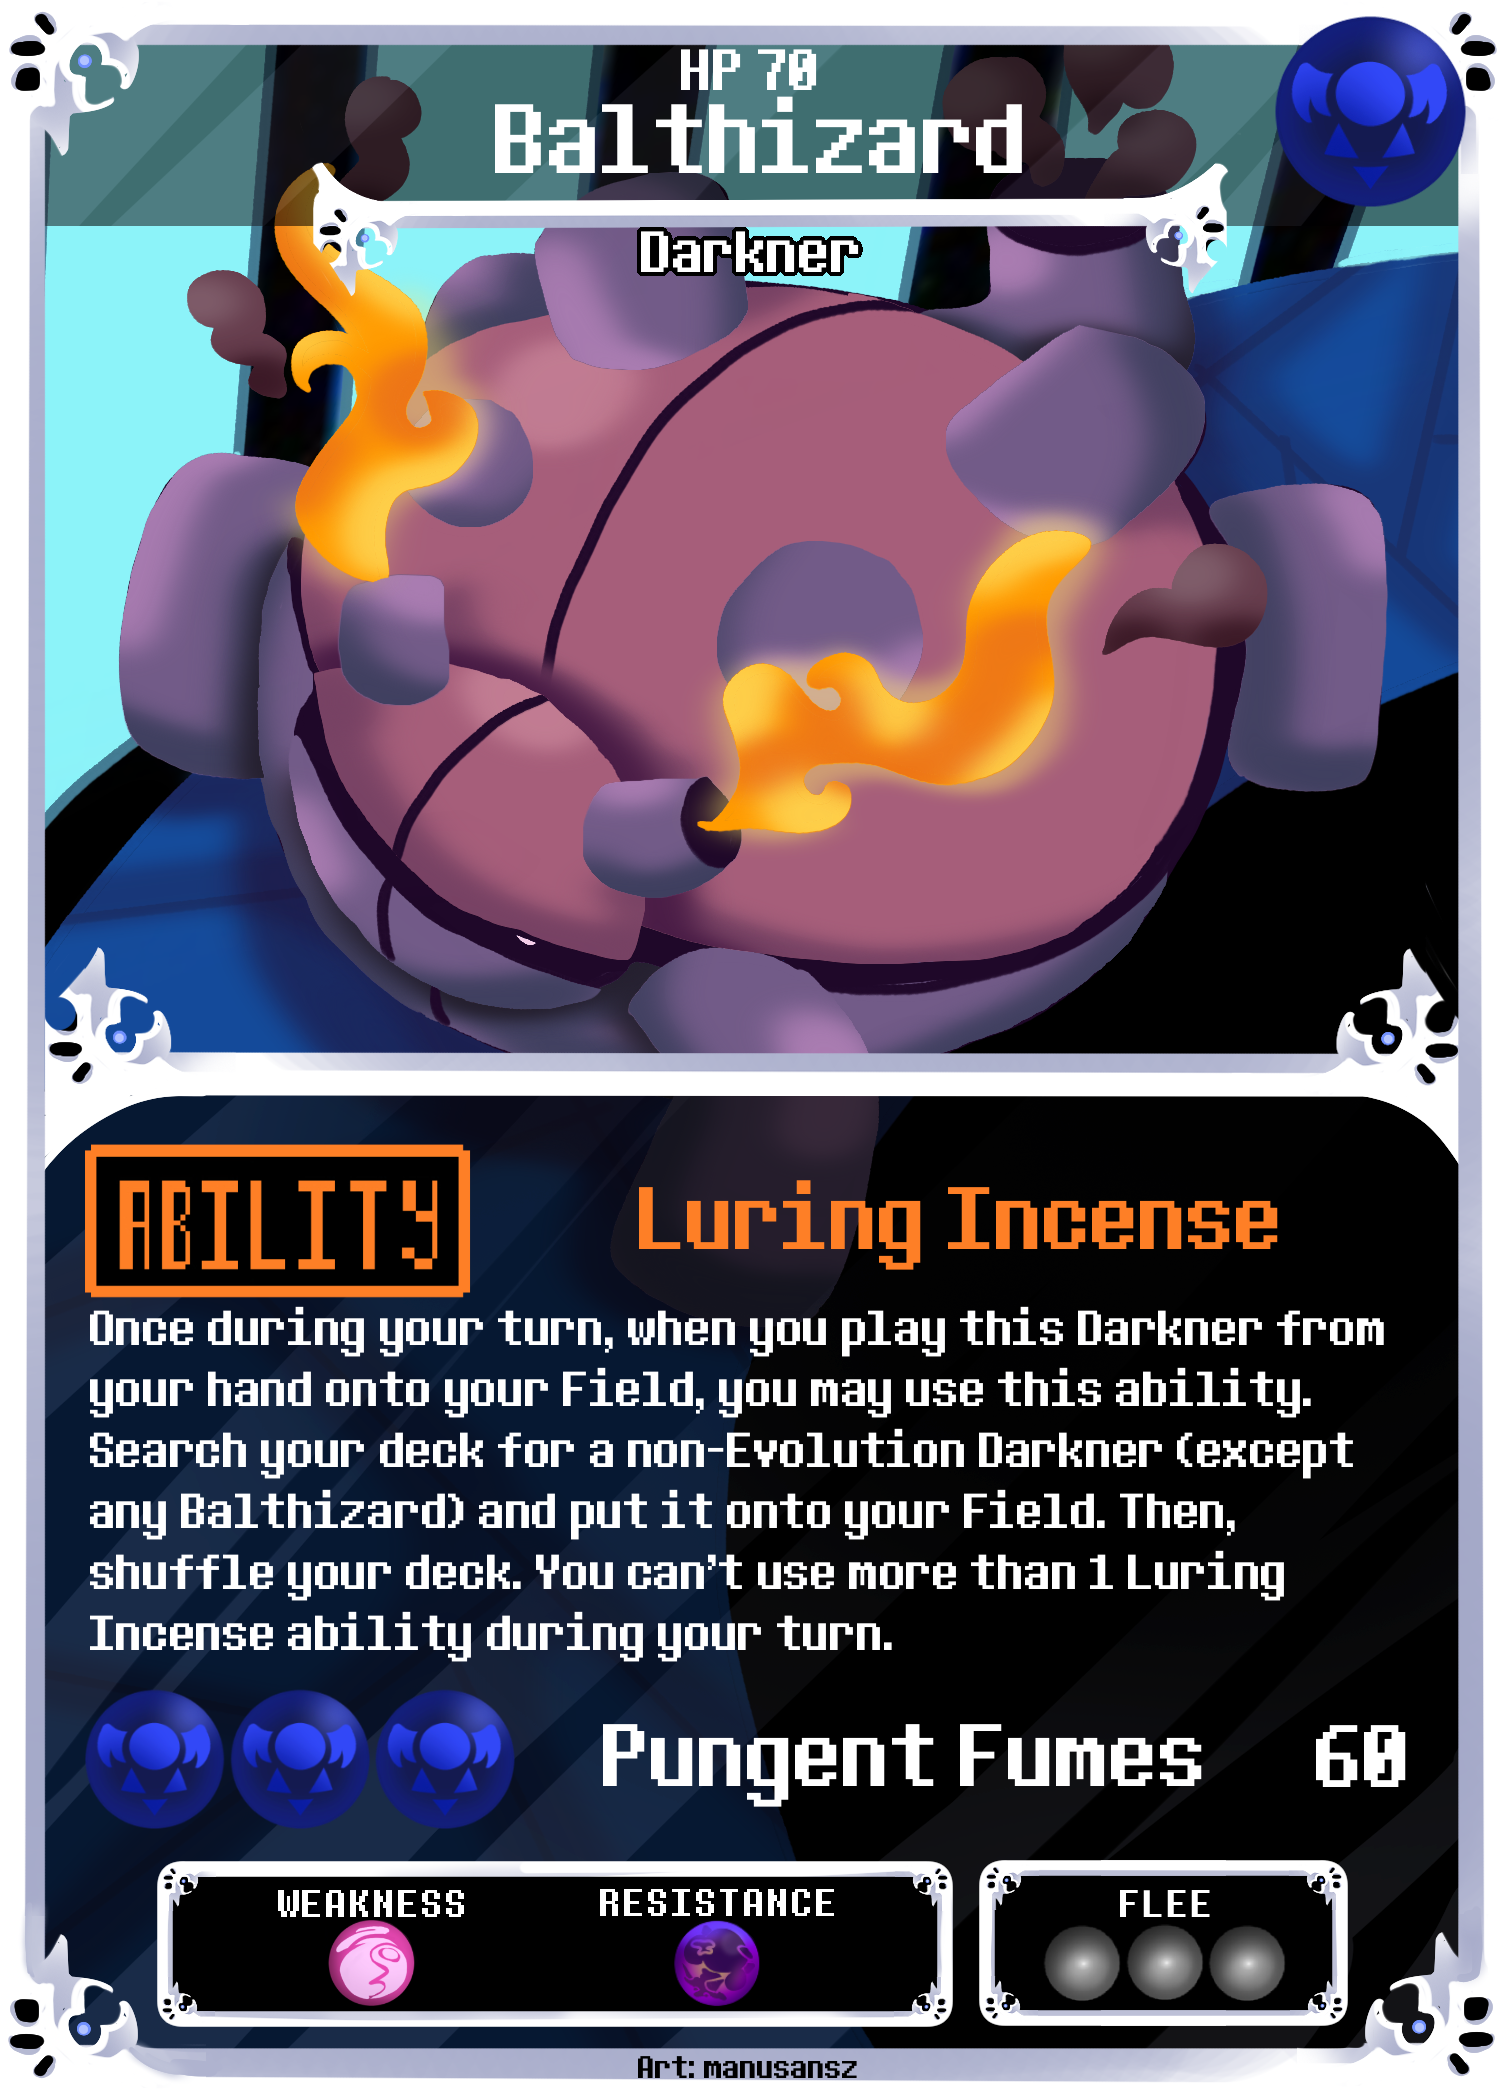 HP 70
Balthizard
Darkner
ABILITY
Luring Incense
Once during your turn, when you play this Darkner from
your hand onto your Field, you may use this ability.
Search your deck for a non-Evolution Darkner (except
any Balthizard) and put it onto your Field. Then,
shuffle your deck. You can't use more than 1 Luring
Incense ability during your turn.
Pungent Fumes 60
WEAKNESS RESISTANCE FLEE
Art: manusansz